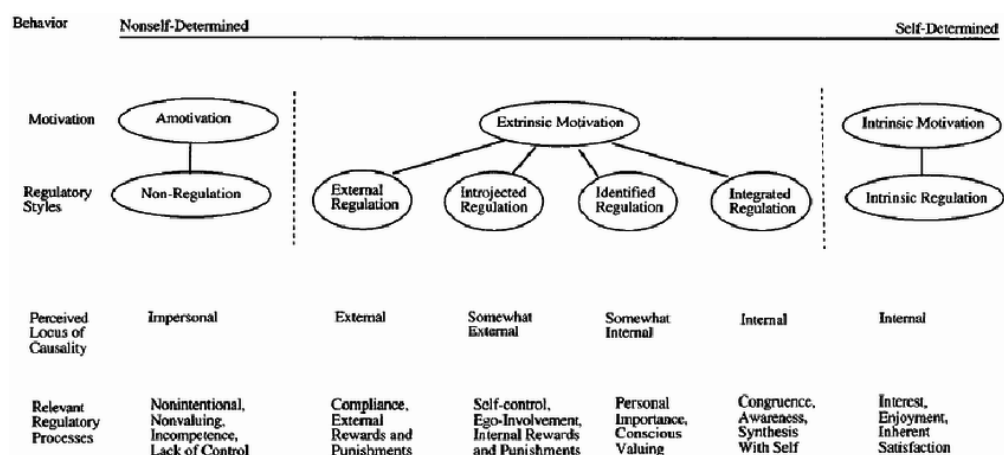 Behavior Nonself-Determined Self-Determined
Motivation Amotivation Extrinsic Motivation Intrinsic Motivation
Regulatory
Styles
Non-Regulation
External
Regulation
Introjected
Regulation
Identified
Regulation
Integrated
Regulation
Intrinsic Regulation
Perceived
Locus of
Causality
Impersonal
External
Somewhat
External
Somewhat
Internal
Internal
Internal
Relevant
Regulatory
Processes
Nonintentional,
Nonvaluing,
Incompetence,
Lack of Control
Compliance,
External
Rewards and
Punishments
Self-control,
Ego-Involvement,
Internal Rewards
and Punishments
Personal
Importance,
Conscious
Valuing
Congruence,
Awareness,
Synthesis
With Self
Interest,
Enjoyment,
Inherent
Satisfaction